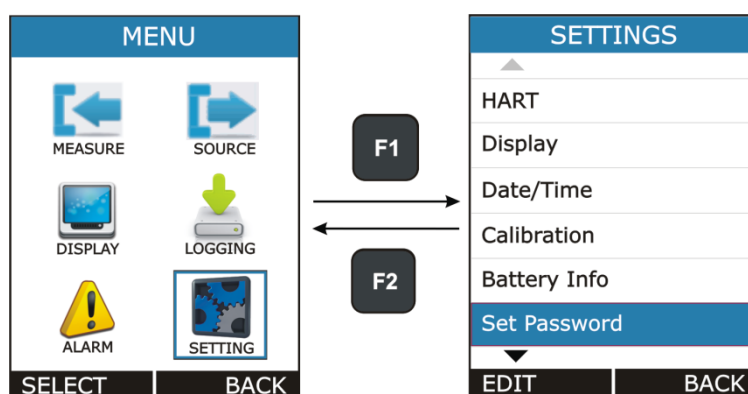 MENU
MEASURE
SOURCE
DISPLAY
LOGGING
ALARM
SETTING
SELECT
BACK
F1
F2
SETTINGS
HART
Display
Date/Time
Calibration
Battery Info
Set Password
EDIT
BACK